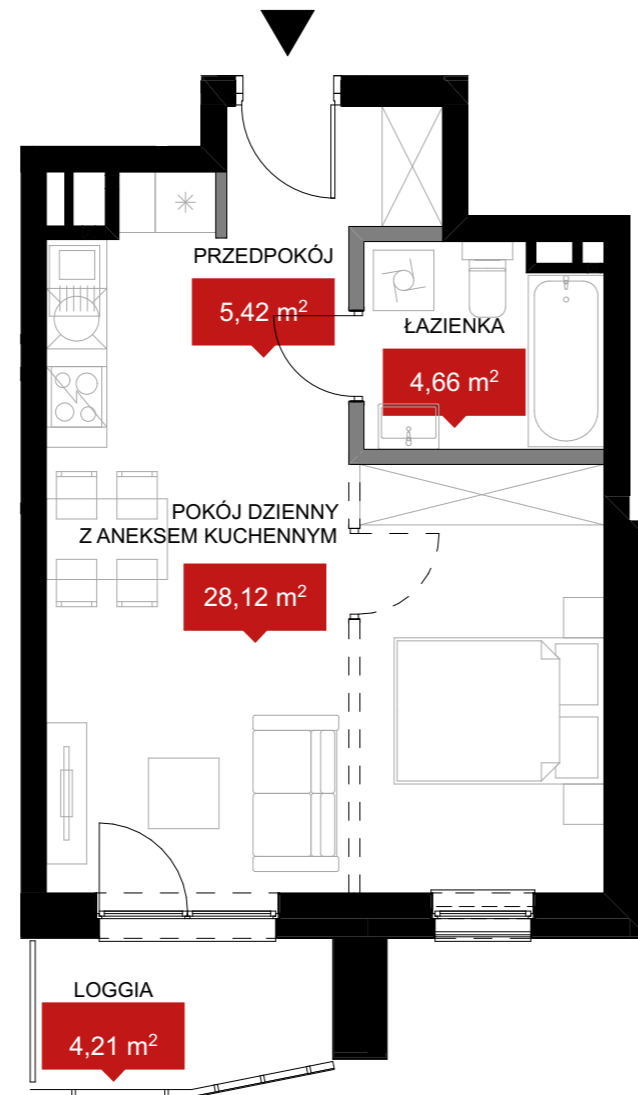 PRZEDPOKÓJ
5,42 m²
ŁAZIENKA
4,66 m²
POKÓJ DZIENNY
Z ANEKSEM KUCHENNYM
28,12 m²
LOGGIA
4,21 m²